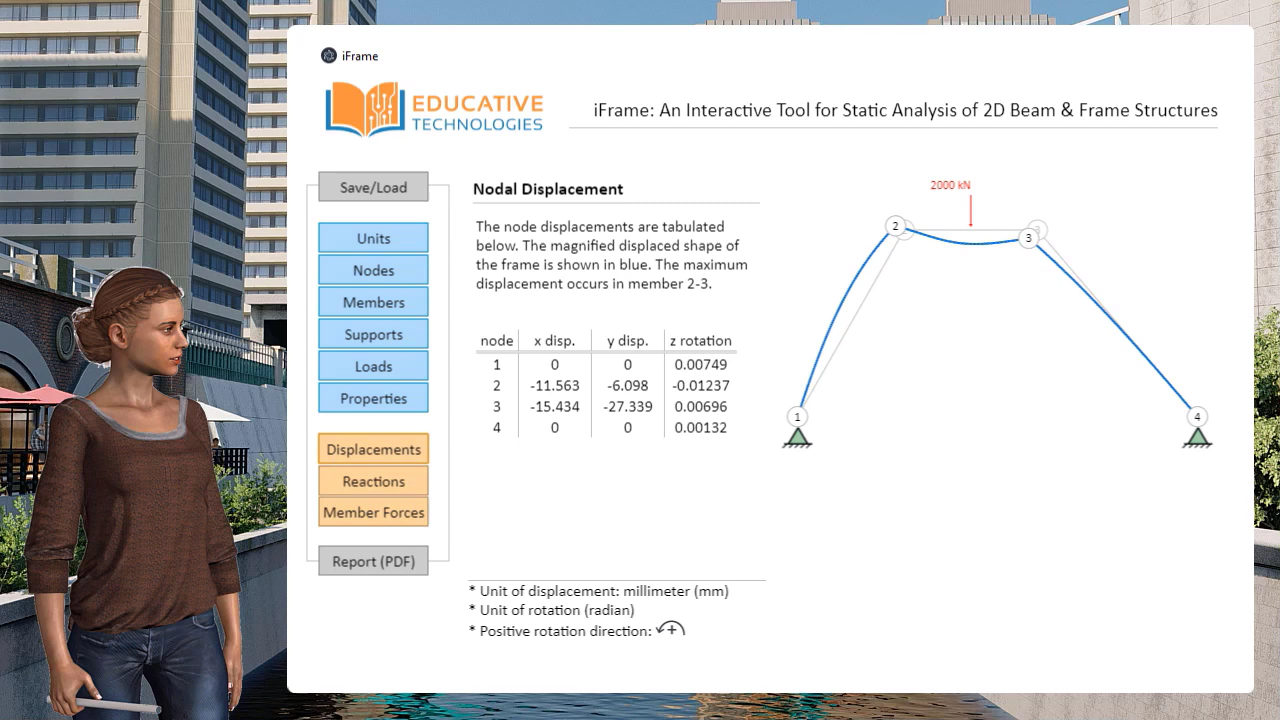 iFrame
EDUCATIVE
TECHNOLOGIES
iFrame: An Interactive Tool for Static Analysis of 2D Beam & Frame Structures
Save/Load
Units
Nodes
Members
Supports
Loads
Properties
Displacements
Reactions
Member Forces
Report (PDF)
Nodal Displacement
The node displacements are tabulated
below. The magnified displaced shape of
the frame is shown in blue. The maximum
displacement occurs in member 2-3.
node x disp. y disp. z rotation
1 0 0 0.00749
2 -11.563 -6.098 -0.01237
3 -15.434 -27.339 0.00696
4 0 0 0.00132
* Unit of displacement: millimeter (mm)
* Unit of rotation (radian)
* Positive rotation direction: +
2000 kN
2
3
3
1
4